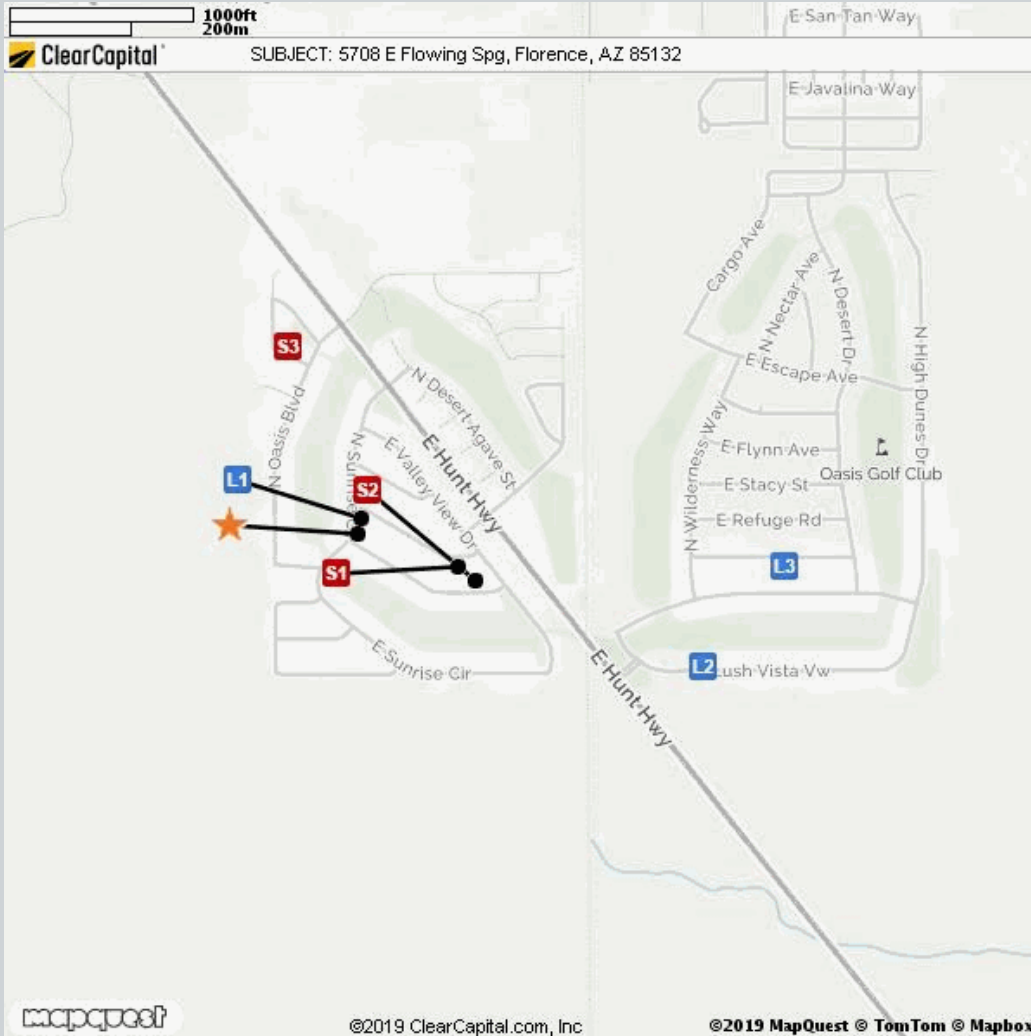 1000ft
200m
E San Tan Way
ClearCapital
SUBJECT: 5708 E Flowing Spg, Florence, AZ 85132
E Javalina Way
Cargo Ave
N Nectar Ave
N Desert Dr
N High Dunes Dr
S3
E Escape Ave
N Desert Agave St
N Oasis Blvd
E Hunt Hwy
E Valley View Dr
N Wilderness Way
E Flynn Ave
Oasis Golf Club
L1
S2
E Stacy St
E Refuge Rd
S1
L3
E Sunrise Cir
L2
Lush Vista Vw
E Hunt Hwy
mapquest
©2019 ClearCapital.com, Inc
©2019 MapQuest © TomTom © Mapbox